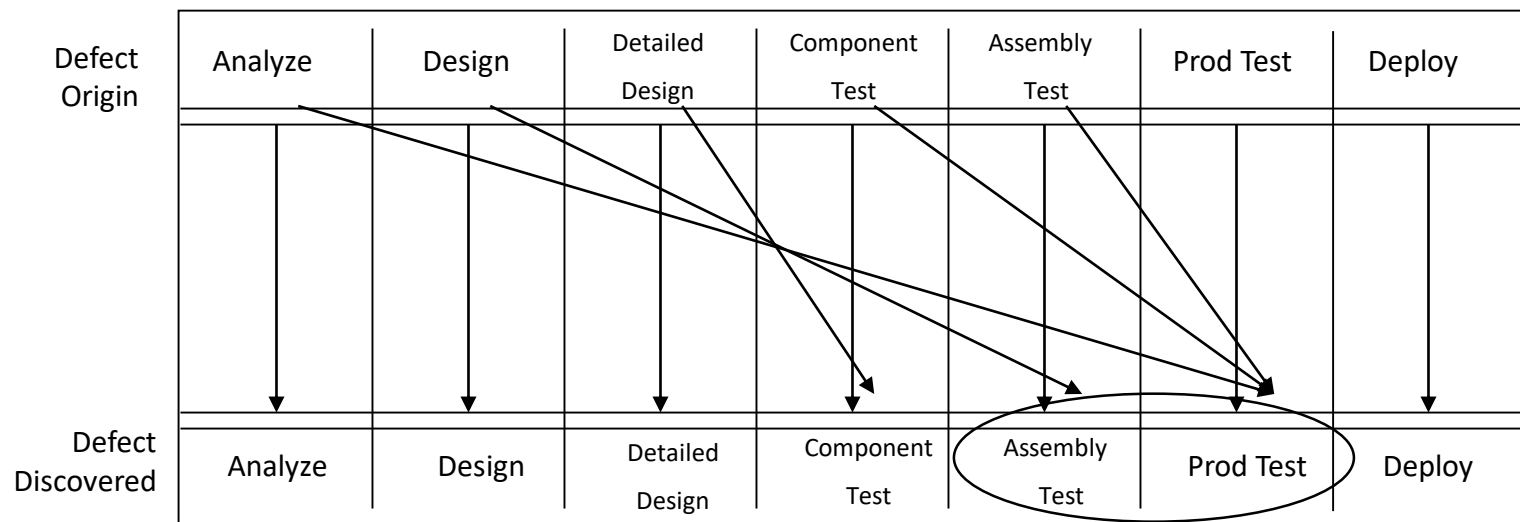 Defect
Origin
Analyze
Design
Detailed
Design
Component
Test
Assembly
Test
Prod Test
Deploy
Defect
Discovered
Analyze
Design
Detailed
Design
Component
Test
Assembly
Test
Prod Test
Deploy